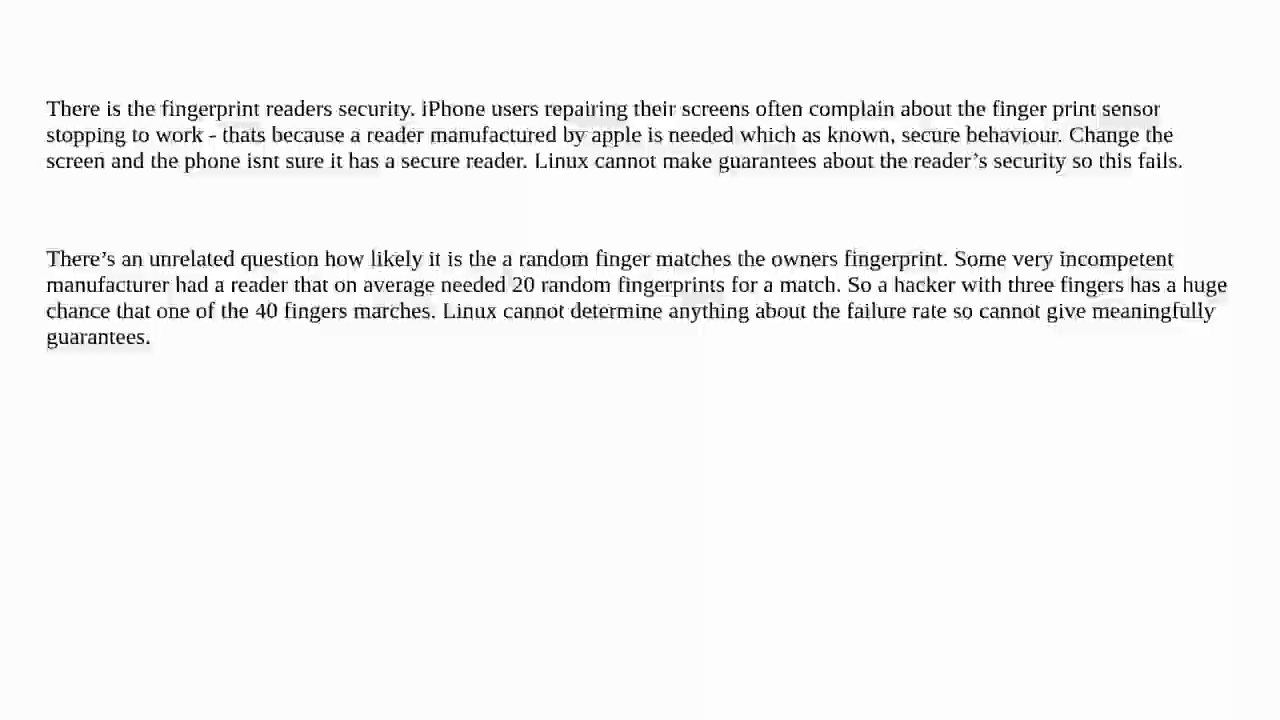 There is the fingerprint readers security. iPhone users repairing their screens often complain about the finger print sensor
stopping to work - thats because a reader manufactured by apple is needed which as known, secure behaviour. Change the
screen and the phone isnt sure it has a secure reader. Linux cannot make guarantees about the reader’s security so this fails.
There’s an unrelated question how likely it is the a random finger matches the owners fingerprint. Some very incompetent
manufacturer had a reader that on average needed 20 random fingerprints for a match. So a hacker with three fingers has a huge
chance that one of the 40 fingers marches. Linux cannot determine anything about the failure rate so cannot give meaningfully
guarantees.